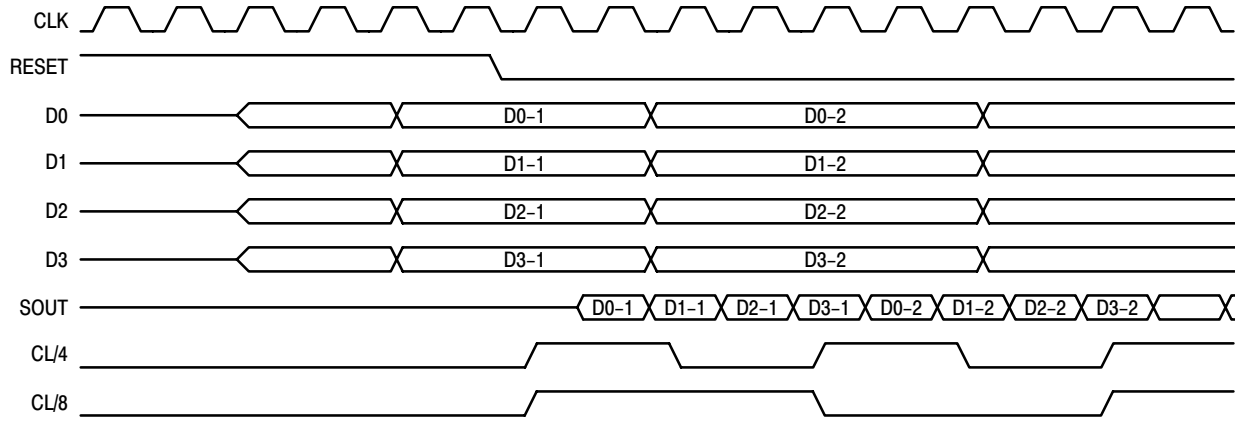 CLK
RESET
D0 D0–1 D0–2
D1 D1–1 D1–2
D2 D2–1 D2–2
D3 D3–1 D3–2
SOUT D0–1 D1–1 D2–1 D3–1 D0–2 D1–2 D2–2 D3–2
CL/4
CL/8